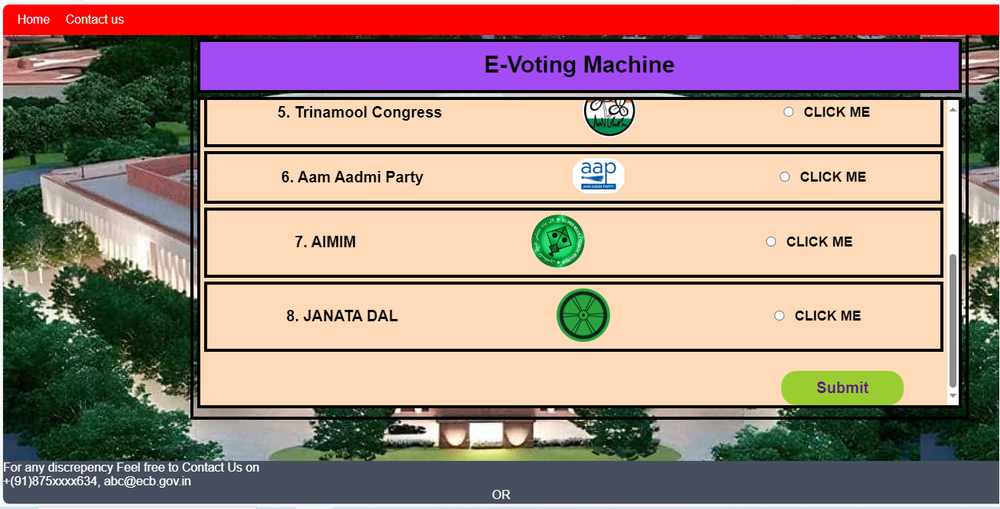 Home Contact us
E-Voting Machine
5. Trinamool Congress CLICK ME
6. Aam Aadmi Party aap AAM AADMI PARTY CLICK ME
7. AIMIM CLICK ME
8. JANATA DAL CLICK ME
Submit
For any discrepency Feel free to Contact Us on
+(91)875xxxx634, abc@ecb.gov.in
OR